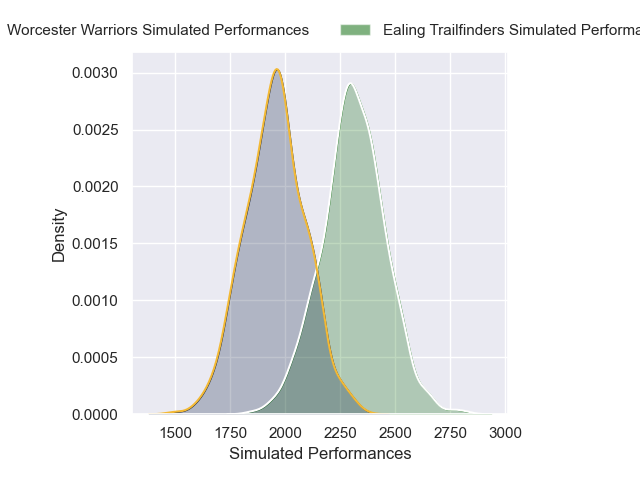 Worcester Warriors Simulated Performances
Ealing Trailfinders Simulated Performa
0.0030
0.0025
0.0020
0.0015
0.0010
0.0005
0.0000
Density
1500 1750 2000 2250 2500 2750 3000
Simulated Performances